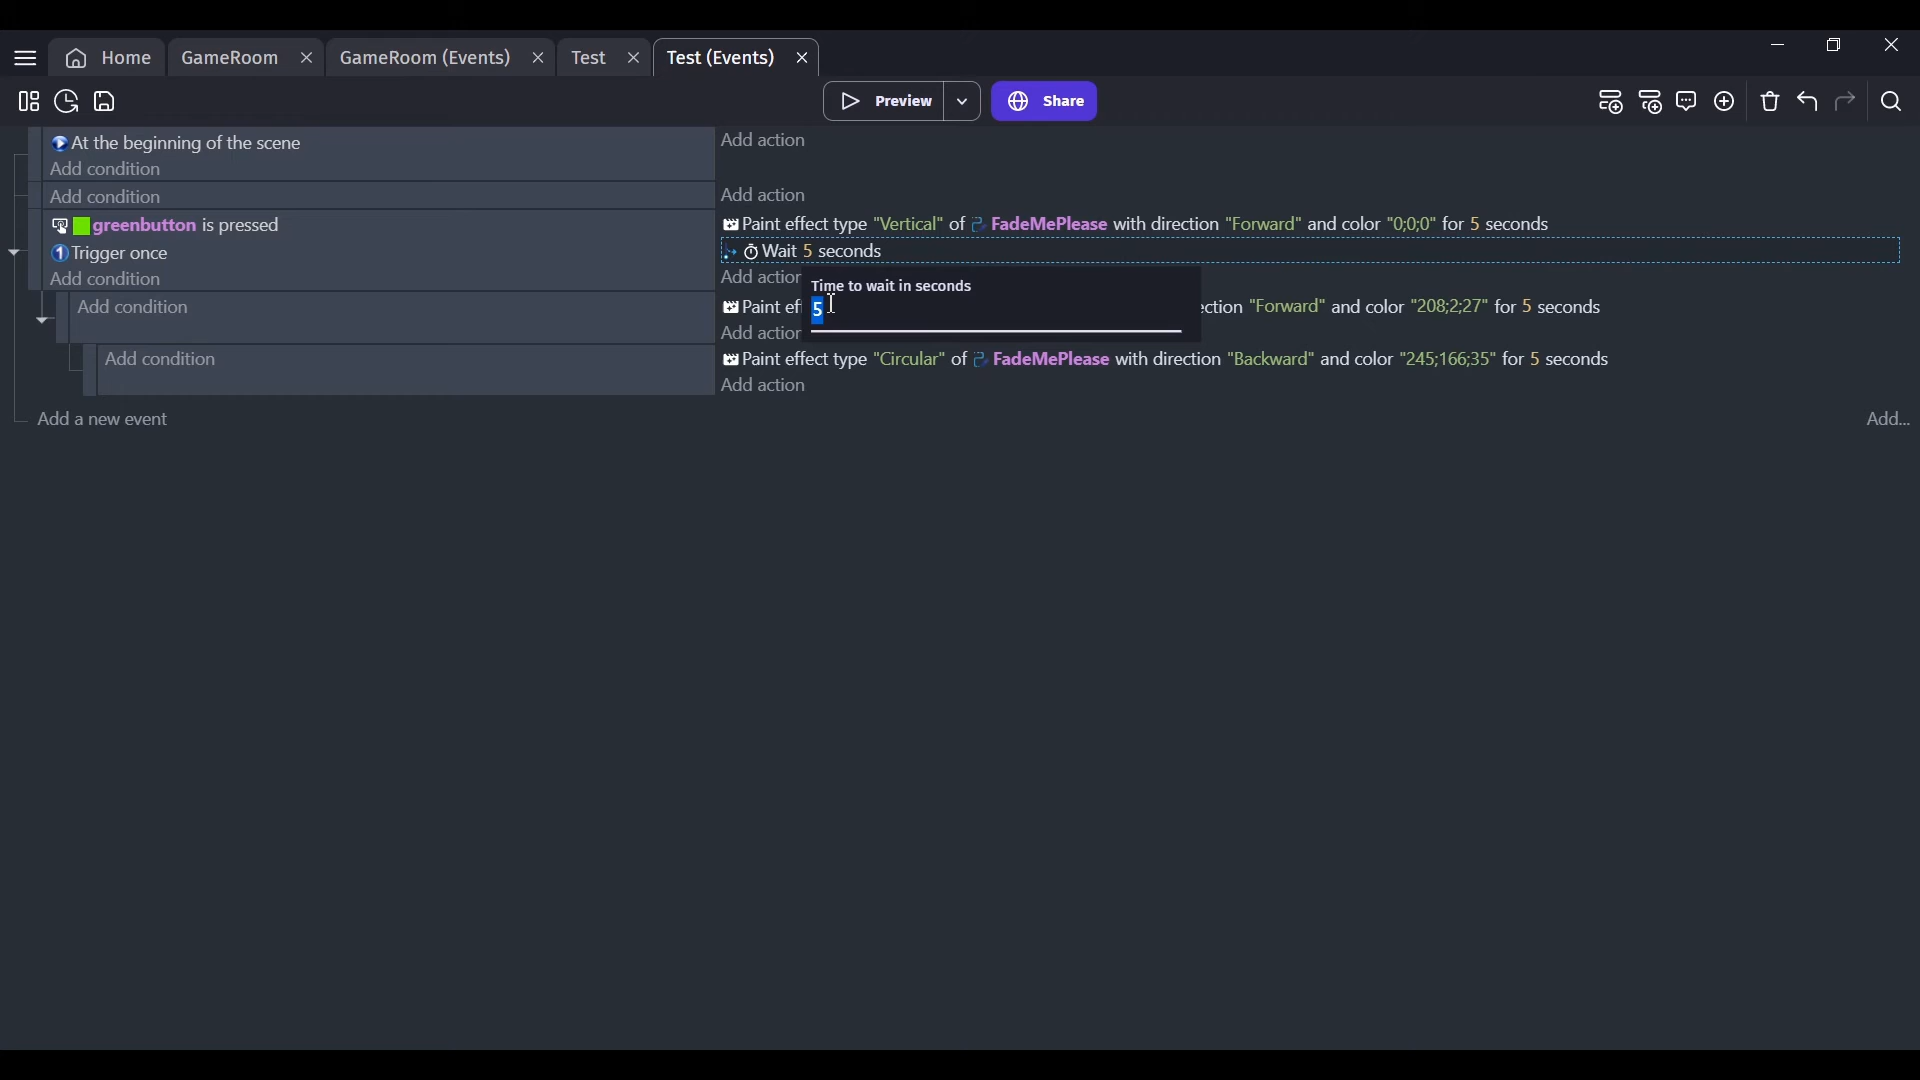 Home
GameRoom
GameRoom (Events)
Test
Test (Events)
Preview
Share
At the beginning of the scene
Add condition
Add action
Add condition
Add action
greenbutton is pressed
Trigger once
Add condition
Paint effect type "Vertical" of FadeMePlease with direction "Forward" and color "0;0;0" for 5 seconds
Wait 5 seconds
Add action
Time to wait in seconds
5
Add condition
Paint eff
ction "Forward" and color "208;2;27" for 5 seconds
Add action
Add condition
Paint effect type "Circular" of FadeMePlease with direction "Backward" and color "245;166;35" for 5 seconds
Add action
Add a new event
Add...